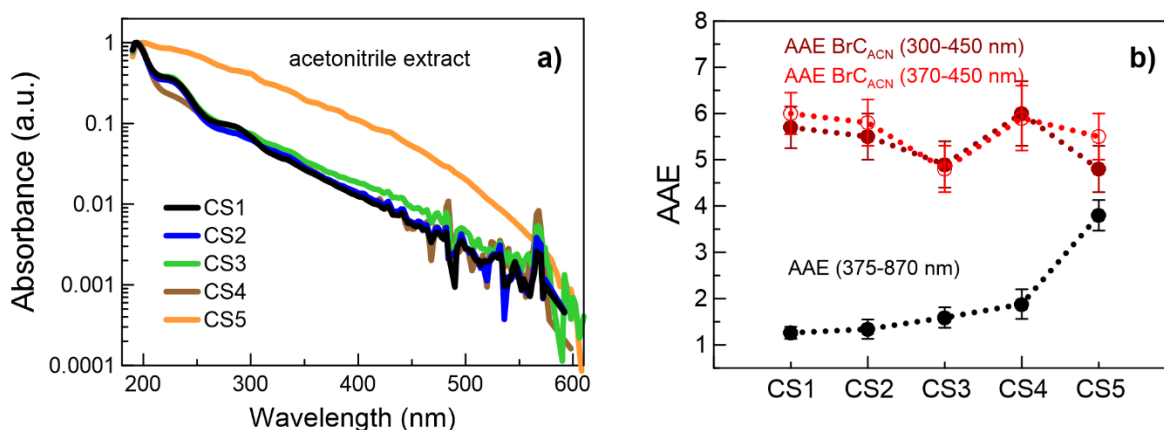 a)
acetonitrile extract
Absorbance (a.u.)
1
0.1
0.01
0.001
0.0001
CS1
CS2
CS3
CS4
CS5
200 300 400 500 600
Wavelength (nm)
b)
AAE BrC_ACN (300-450 nm)
AAE BrC_ACN (370-450 nm)
AAE
8
7
6
5
4
3
2
1
AAE (375-870 nm)
CS1 CS2 CS3 CS4 CS5